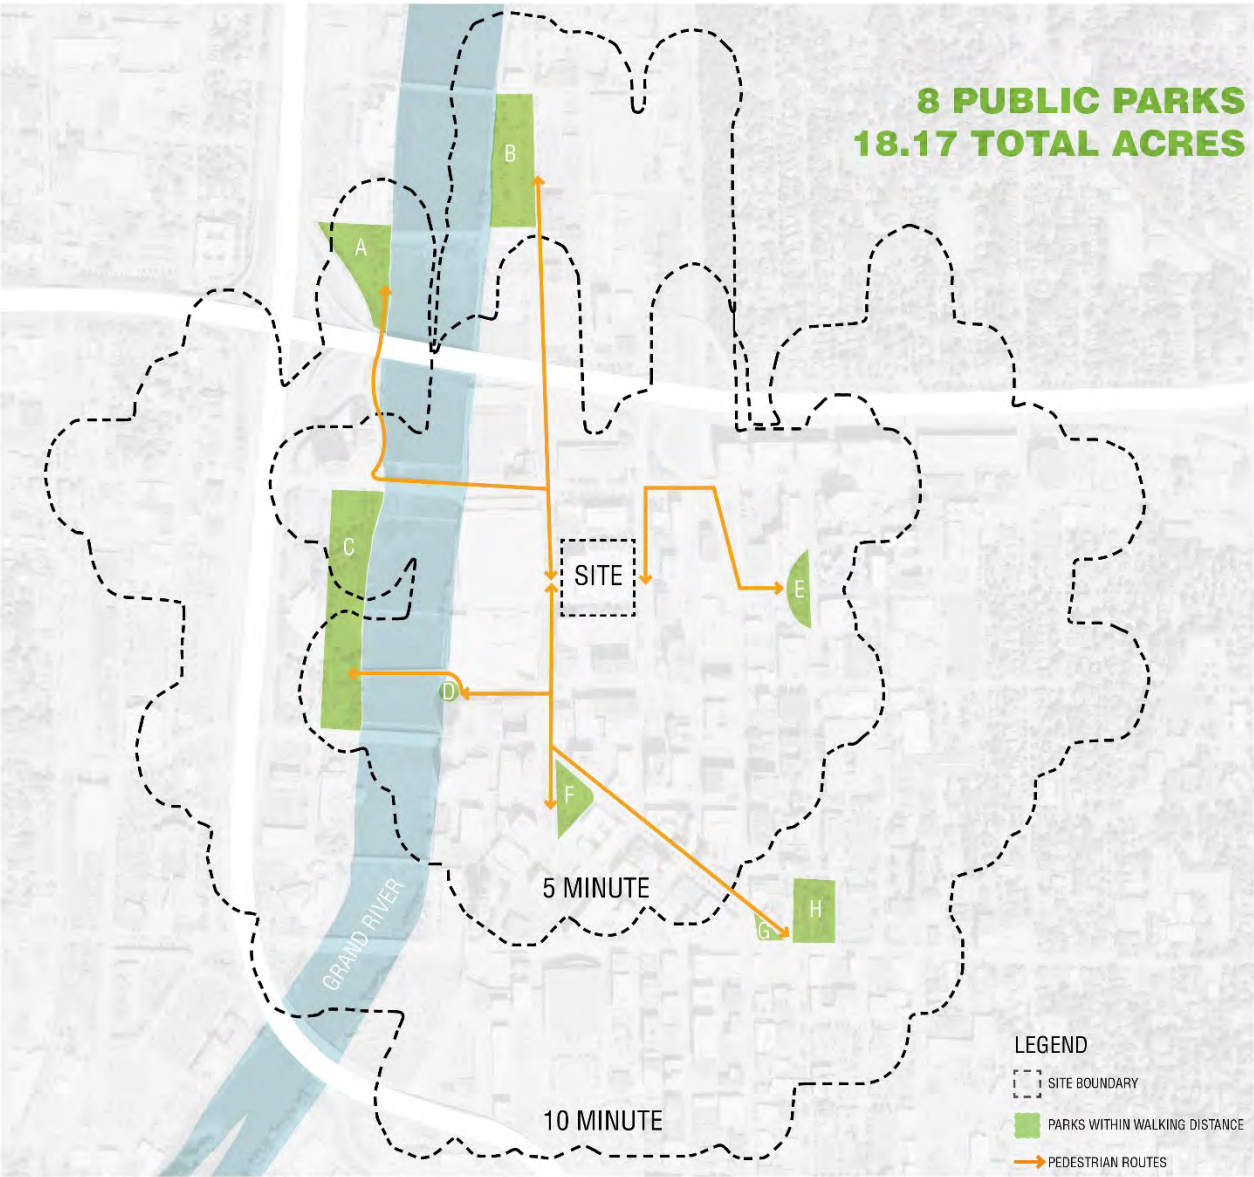 8 PUBLIC PARKS
18.17 TOTAL ACRES
B
A
C
SITE
E
D
F
5 MINUTE
H
G
GRAND RIVER
10 MINUTE
LEGEND
SITE BOUNDARY
PARKS WITHIN WALKING DISTANCE
PEDESTRIAN ROUTES